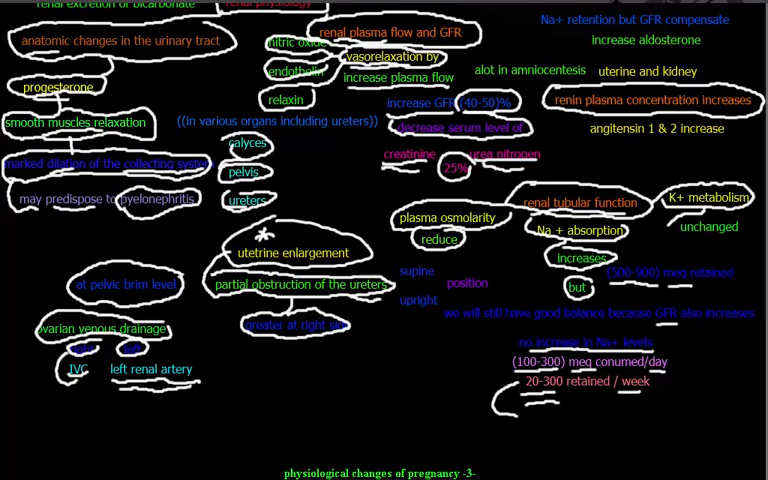 renal excretion of bicarbonate
renal physiology
anatomic changes in the urinary tract
progesterone
smooth muscles relaxation
marked dilation of the collecting system
may predispose to pyelonephritis
nitric oxide
endothelin
relaxin
renal plasma flow and GFR
vasorelaxation by
increase plasma flow
((in various organs including ureters))
calyces
pelvis
ureters
increase GFR (40-50)%
decrease serum level of
creatinine
urea nitrogen
25%
alot in amniocentesis
Na+ retention but GFR compensate
increase aldosterone
uterine and kidney
renin plasma concentration increases
angitensin 1 & 2 increase
plasma osmolarity
reduce
renal tubular function
K+ metabolism
unchanged
Na + absorption
increases
but
(500-900) meq retained
we will still have good balance because GFR also increases
no increase in Na+ levels
(100-300) meq conumed/day
20-300 retained / week
*
utetrine enlargement
partial obstruction of the ureters
greater at right side
supine
upright
position
at pelvic brim level
ovarian venous drainage
right
left
IVC
left renal artery
physiological changes of pregnancy -3-